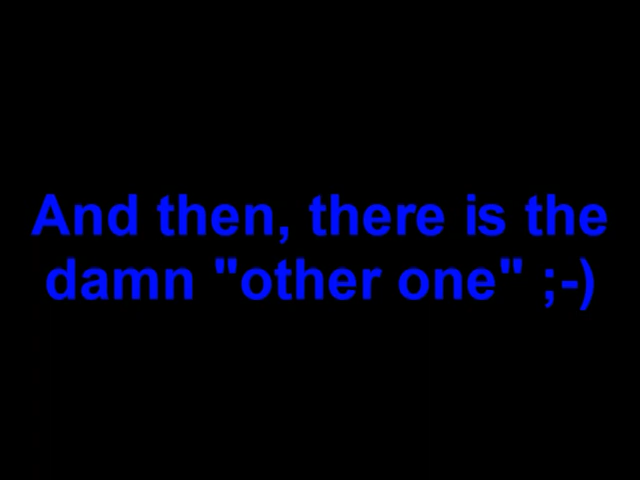 And then, there is the
damn "other one" ;-)